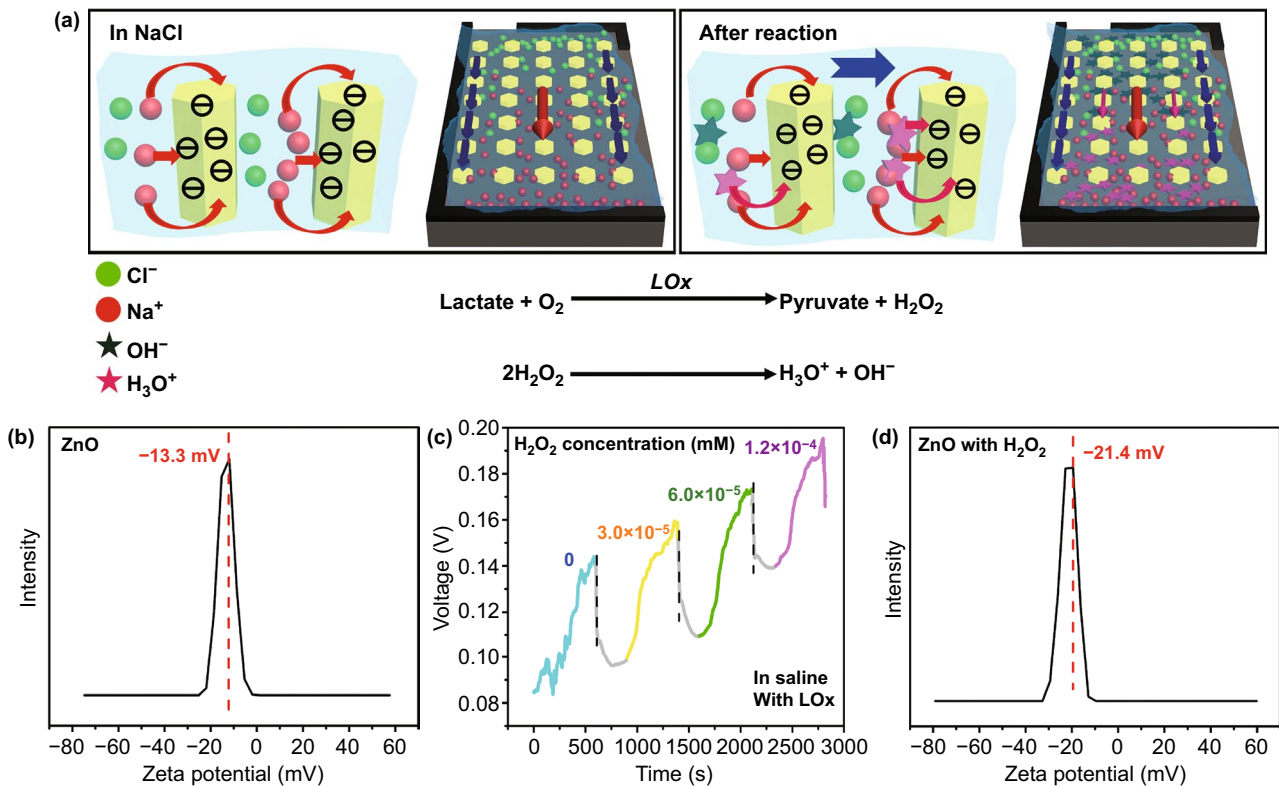 (a)
In NaCl
After reaction
Cl⁻
Na⁺
OH⁻
H₃O⁺
LOx
Lactate + O₂ Pyruvate + H₂O₂
2H₂O₂ H₃O⁺ + OH⁻
(b)
ZnO
−13.3 mV
Intensity
−80 −60 −40 −20 0 20 40 60
Zeta potential (mV)
(c)
H₂O₂ concentration (mM)
0.20
0.18
0.16
0.14
0.12
0.10
0.08
Voltage (V)
0
3.0×10⁻⁵
6.0×10⁻⁵
1.2×10⁻⁴
In saline
With LOx
0 500 1000 1500 2000 2500 3000
Time (s)
(d)
ZnO with H₂O₂
−21.4 mV
Intensity
−80 −60 −40 −20 0 20 40 60
Zeta potential (mV)